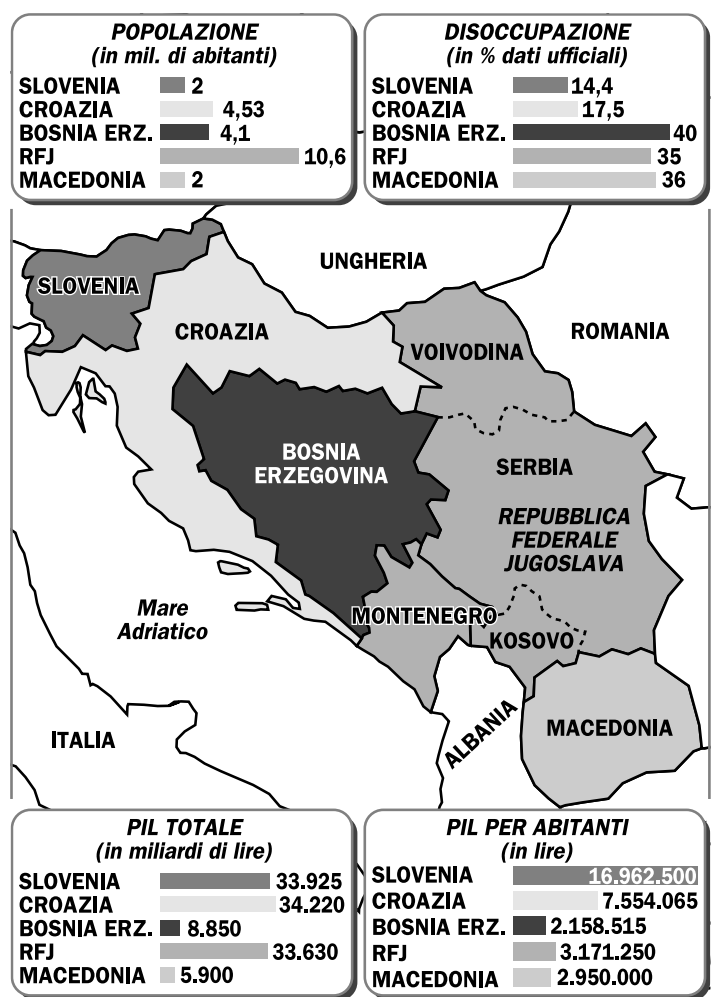 POPOLAZIONE
(in mil. di abitanti)
SLOVENIA 2
CROAZIA 4,53
BOSNIA ERZ. 4,1
RFJ 10,6
MACEDONIA 2
DISOCCUPAZIONE
(in % dati ufficiali)
SLOVENIA 14,4
CROAZIA 17,5
BOSNIA ERZ. 40
RFJ 35
MACEDONIA 36
UNGHERIA
SLOVENIA
CROAZIA
ROMANIA
VOIVODINA
BOSNIA
ERZEGOVINA
SERBIA
REPUBBLICA
FEDERALE
JUGOSLAVA
Mare
Adriatico
MONTENEGRO
KOSOVO
ITALIA
ALBANIA
MACEDONIA
PIL TOTALE
(in miliardi di lire)
SLOVENIA 33.925
CROAZIA 34.220
BOSNIA ERZ. 8.850
RFJ 33.630
MACEDONIA 5.900
PIL PER ABITANTI
(in lire)
SLOVENIA 16.962.500
CROAZIA 7.554.065
BOSNIA ERZ. 2.158.515
RFJ 3.171.250
MACEDONIA 2.950.000